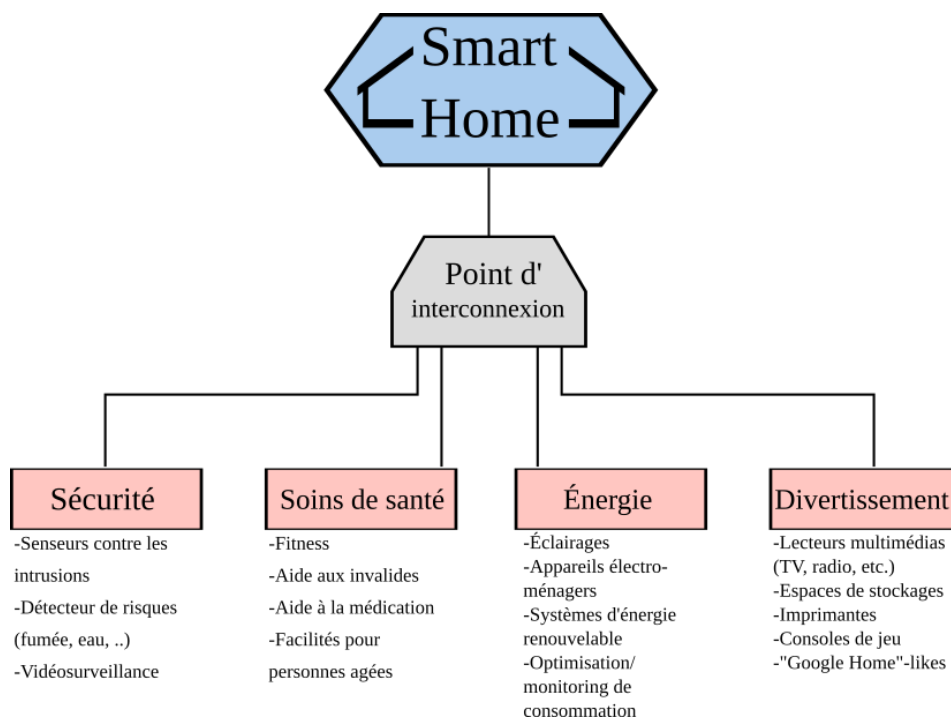 Smart
Home
Point d'
interconnexion
Sécurité
-Senseurs contre les
intrusions
-Détecteur de risques
(fumée, eau, ..)
-Vidéosurveillance
Soins de santé
-Fitness
-Aide aux invalides
-Aide à la médication
-Facilités pour
personnes agées
Énergie
-Éclairages
-Appareils électro-
ménagers
-Systèmes d'énergie
renouvelable
-Optimisation/
monitoring de
consommation
Divertissement
-Lecteurs multimédias
(TV, radio, etc.)
-Espaces de stockages
-Imprimantes
-Consoles de jeu
-"Google Home"-likes